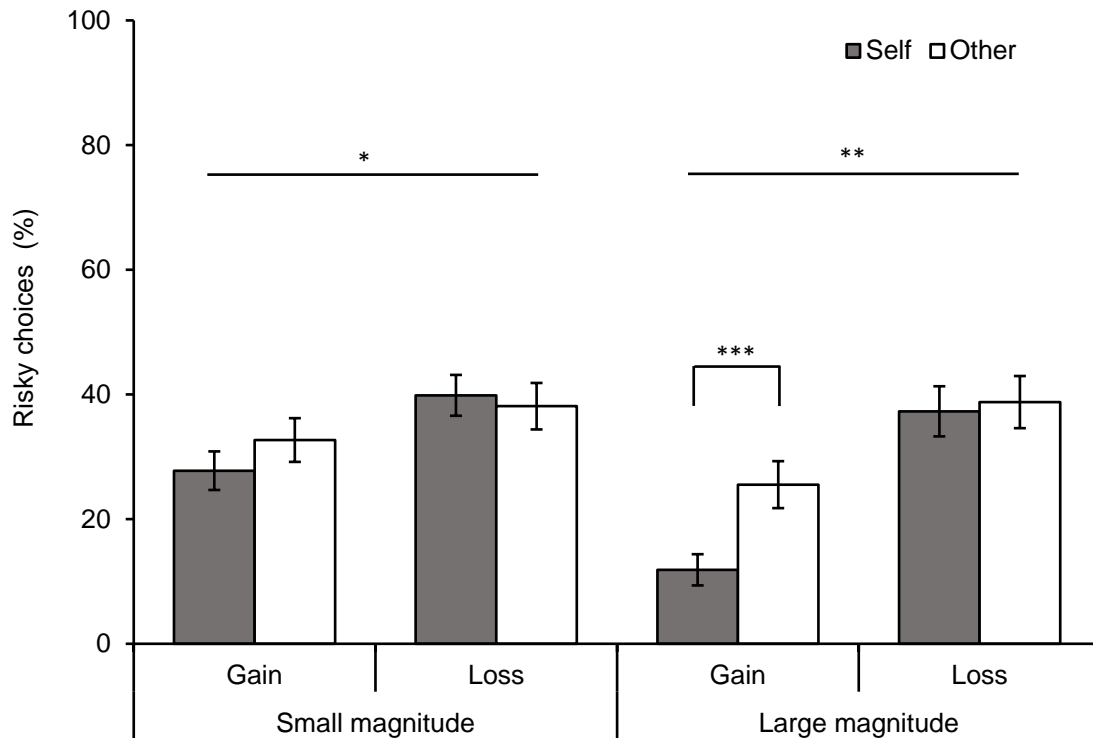 100
Self Other
80
*
**
60
***
40
20
0
Risky choices (%)
Gain Loss Gain Loss
Small magnitude Large magnitude